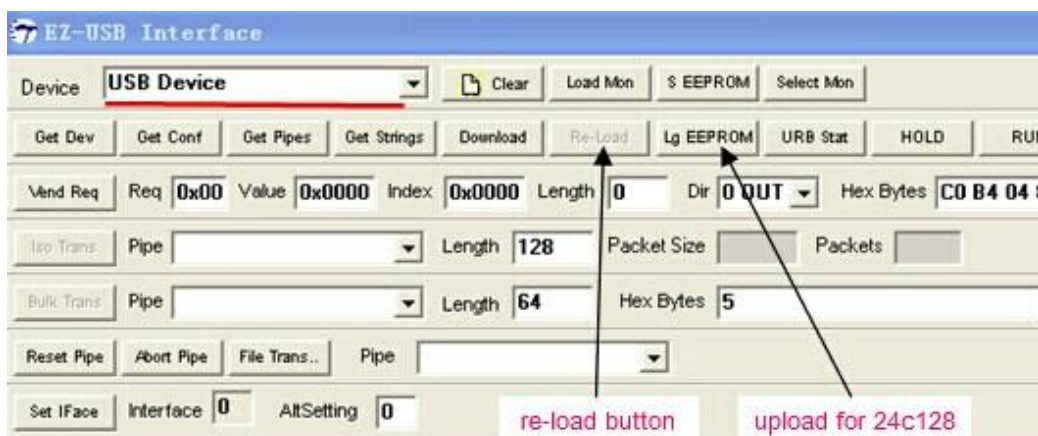 EZ-USB Interface
Device USB Device Clear Load Mon S EEPROM Select Mon
Get Dev Get Conf Get Pipes Get Strings Download Re-Load Lg EEPROM URB Stat HOLD
Vend Req Req 0x00 Value 0x0000 Index 0x0000 Length 0 Dir 0 OUT Hex Bytes C0 B4 04
Iso Trans Pipe Length 128 Packet Size Packets
Bulk Trans Pipe Length 64 Hex Bytes 5
Reset Pipe Abort Pipe File Trans.. Pipe
Set IFace Interface 0 AltSetting 0
re-load button upload for 24c128